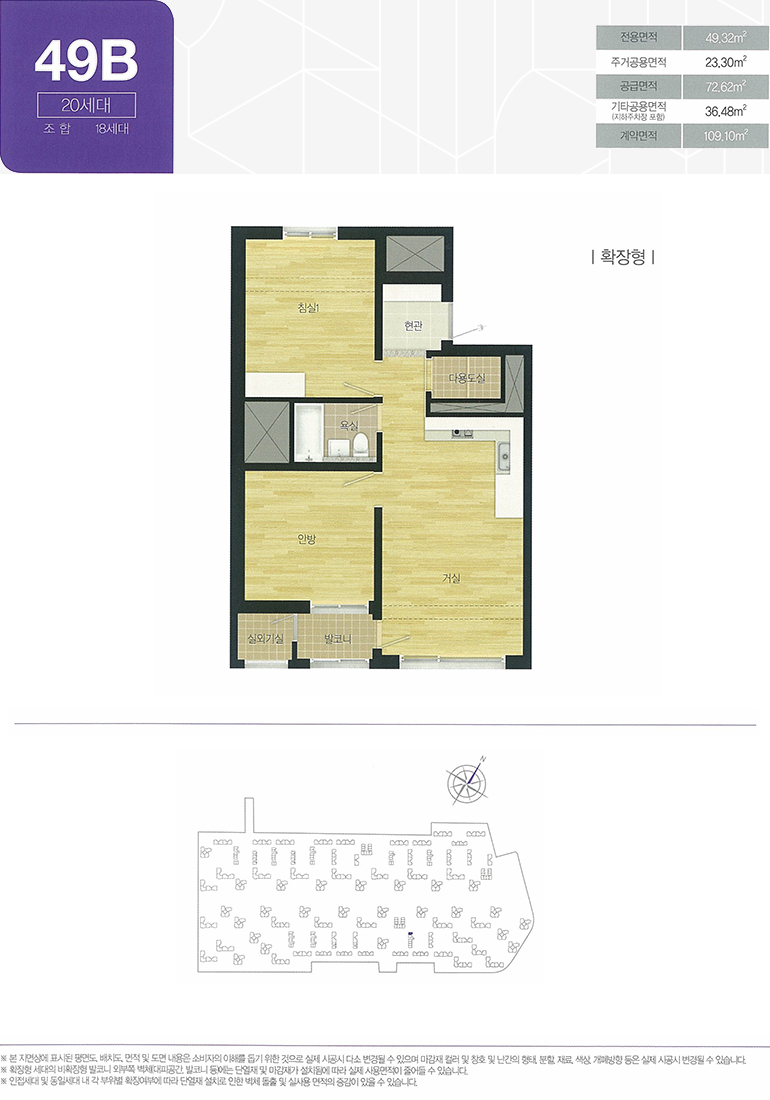 49B
20세대
조 합 18세대
전용면적 49.32m²
주거공용면적 23.30m²
공급면적 72.62m²
기타공용면적 36.48m²
(지하주차장 포함)
계약면적 109.10m²
| 확장형 |
침실1
현관
다용도실
욕실
안방
거실
실외기실
발코니
N
※ 본 지면상에 표시된 평면도, 배치도, 면적 및 도면 내용은 소비자의 이해를 돕기 위한 것으로 실제 시공시 다소 변경될 수 있으며 마감재 컬러 및 창호 및 난간의 형태, 분할, 재료, 색상, 개폐방향 등은 실제 시공시 변경될 수 있습니다.
※ 확장형 세대의 비확장형 발코니 외부쪽 벽체(대피공간, 발코니 등)에는 단열재 및 마감재가 설치됨에 따라 실제 사용면적이 줄어들 수 있습니다.
※ 인접세대 및 동일세대 내 각 부위별 확장여부에 따라 단열재 설치로 인한 벽체 돌출 및 실사용 면적의 증감이 있을 수 있습니다.